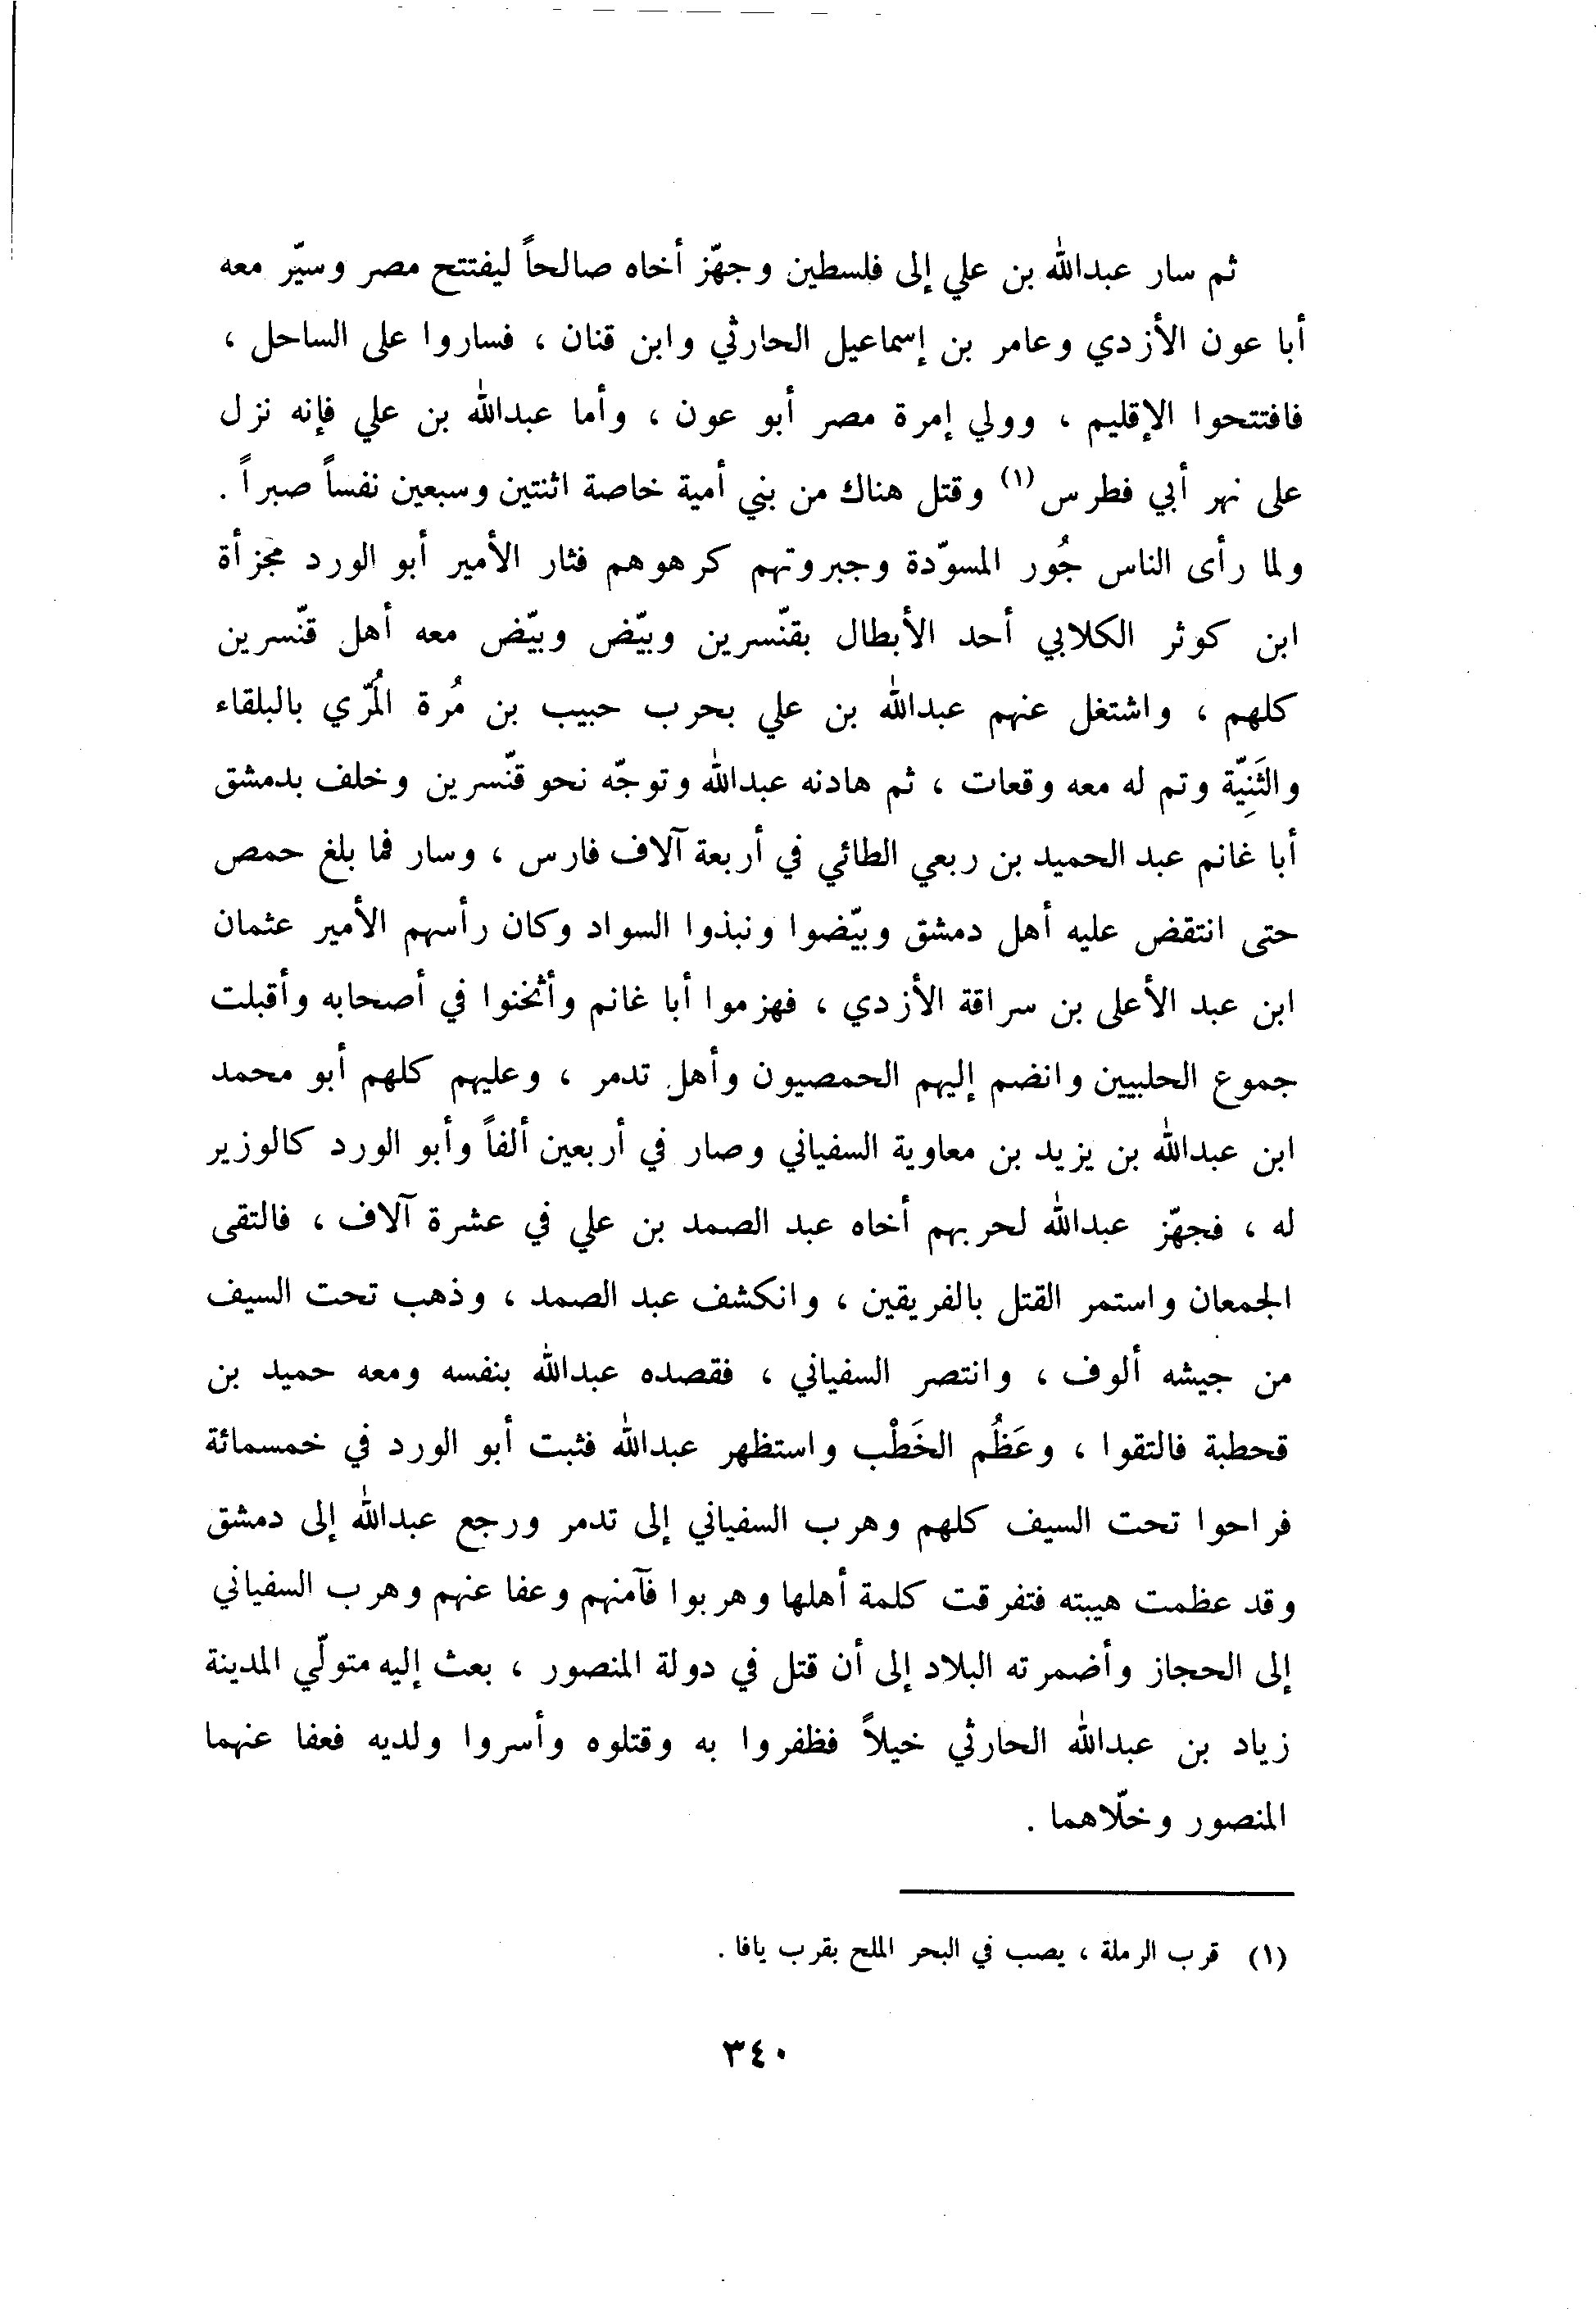 ثم سار عبدالله بن علي إلى فلسطين وجهّز أخاه صالحاً ليفتتح مصر وسيّر معه
أبا عون الأزدي وعامر بن إسماعيل الحارثي وابن قنان ، فساروا على الساحل ،
فافتتحوا الإقليم ، وولي إمرة مصر أبو عون ، وأما عبدالله بن علي فإنه نزل
على نهر أبي فطرس (١) وقتل هناك من بني أمية خاصة اثنتين وسبعين نفساً صبراً .
ولما رأى الناس جُور المسوّدة وجبروتهم كرهوهم فثار الأمير أبو الورد مجزأة
ابن كوثر الكلابي أحد الأبطال بقنّسرين وبيّض وبيّض معه أهل قنّسرين
كلهم ، واشتغل عنهم عبدالله بن علي بحرب حبيب بن مُرة المُرّي بالبلقاء
والثَنِيّة وتم له معه وقعات ، ثم هادنه عبدالله وتوجّه نحو قنّسرين وخلف بدمشق
أبا غانم عبد الحميد بن ربعي الطائي في أربعة آلاف فارس ، وسار فما بلغ حمص
حتى انتقض عليه أهل دمشق وبيّضوا ونبذوا السواد وكان رأسهم الأمير عثمان
ابن عبد الأعلى بن سراقة الأزدي ، فهزموا أبا غانم وأثخنوا في أصحابه وأقبلت
جموع الحلبيين وانضم إليهم الحمصيون وأهل تدمر ، وعليهم كلهم أبو محمد
ابن عبدالله بن يزيد بن معاوية السفياني وصار في أربعين ألفاً وأبو الورد كالوزير
له ، فجهّز عبدالله لحربهم أخاه عبد الصمد بن علي في عشرة آلاف ، فالتقى
الجمعان واستمر القتل بالفريقين ، وانكشف عبد الصمد ، وذهب تحت السيف
من جيشه ألوف ، وانتصر السفياني ، فقصده عبدالله بنفسه ومعه حميد بن
قحطبة فالتقوا ، وعَظُم الخَطْب واستظهر عبدالله فثبت أبو الورد في خمسمائة
فراحوا تحت السيف كلهم وهرب السفياني إلى تدمر ورجع عبدالله إلى دمشق
وقد عظمت هيبته فتفرقت كلمة أهلها وهربوا فآمنهم وعفا عنهم وهرب السفياني
إلى الحجاز وأضمرته البلاد إلى أن قتل في دولة المنصور ، بعث إليه متولّي المدينة
زياد بن عبدالله الحارثي خيلاً فظفروا به وقتلوه وأسروا ولديه فعفا عنهما
المنصور وخلّاهما .
(١) قرب الرملة ، يصب في البحر الملح بقرب يافا .
٣٤٠